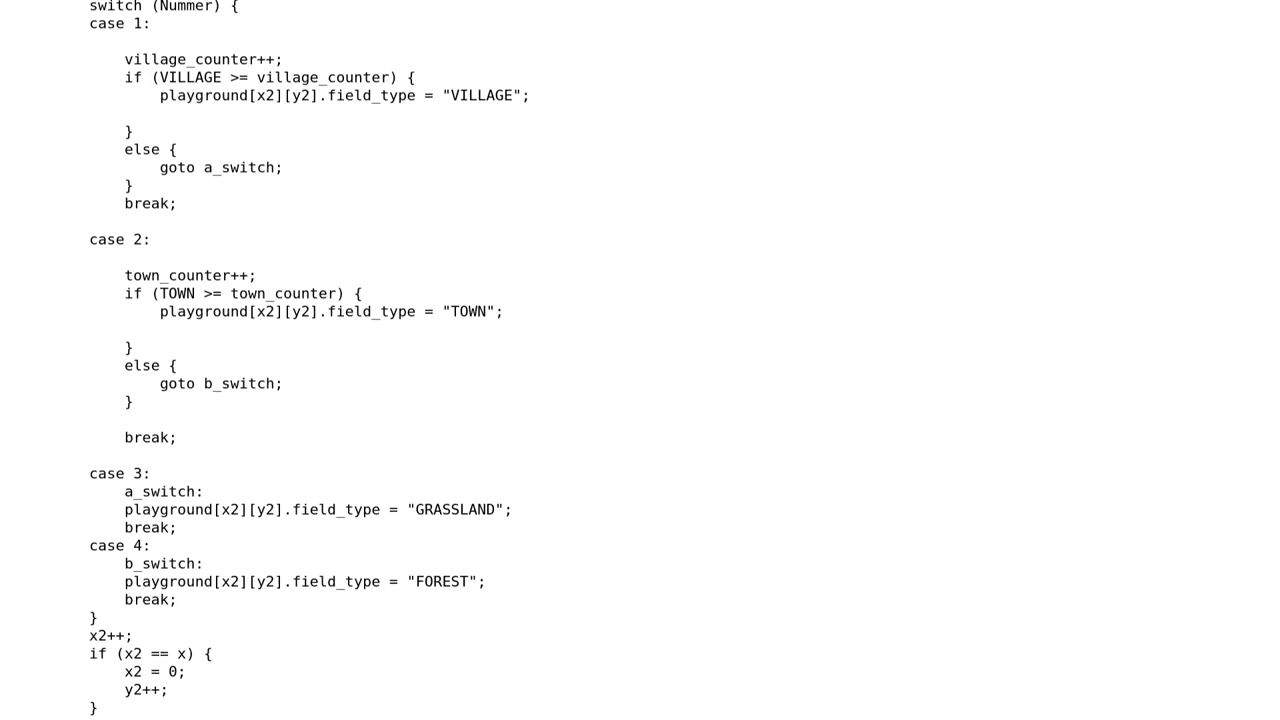 switch (Nummer) {
case 1:
village_counter++;
if (VILLAGE >= village_counter) {
playground[x2][y2].field_type = "VILLAGE";
}
else {
goto a_switch;
}
break;
case 2:
town_counter++;
if (TOWN >= town_counter) {
playground[x2][y2].field_type = "TOWN";
}
else {
goto b_switch;
}
break;
case 3:
a_switch:
playground[x2][y2].field_type = "GRASSLAND";
break;
case 4:
b_switch:
playground[x2][y2].field_type = "FOREST";
break;
}
x2++;
if (x2 == x) {
x2 = 0;
y2++;
}